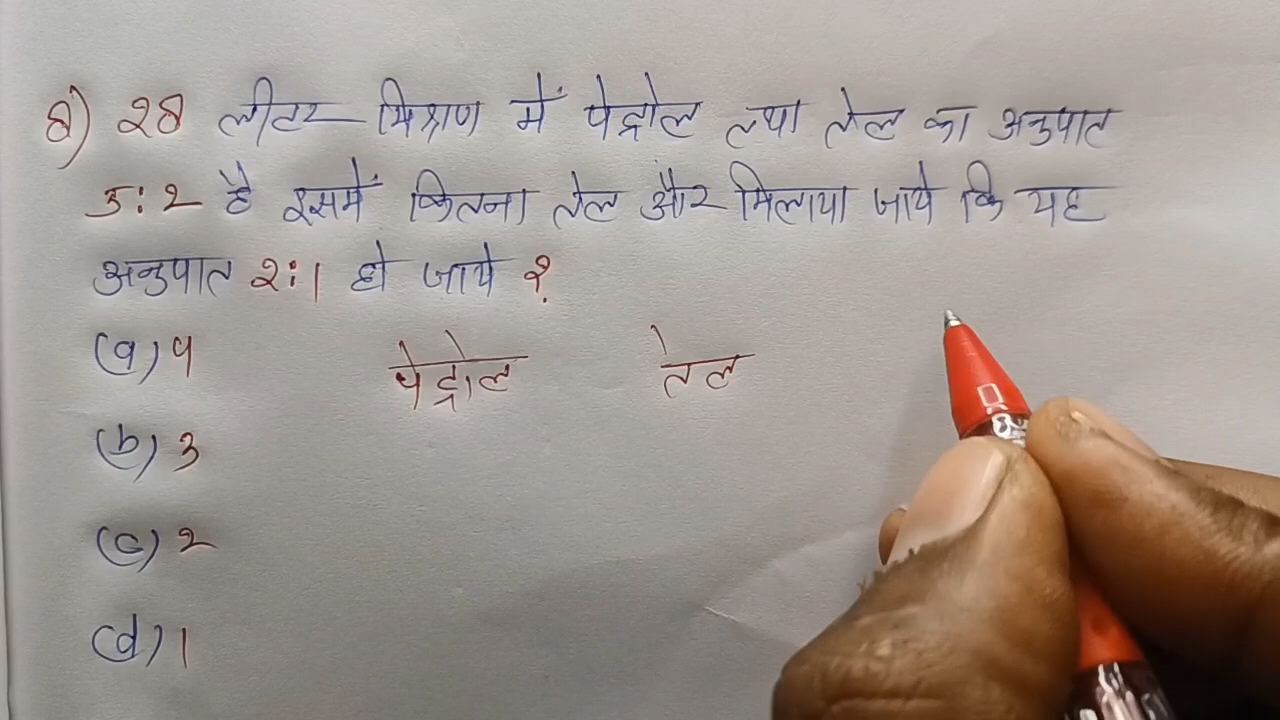 8) 28 लीटर मिश्रण में पेट्रोल तथा तेल का अनुपात
5:2 है इसमें कितना तेल और मिलाया जाये कि यह
अनुपात 2:1 हो जाये ?
(a) 4
(b) 3
(c) 2
(d) 1
पेट्रोल तेल